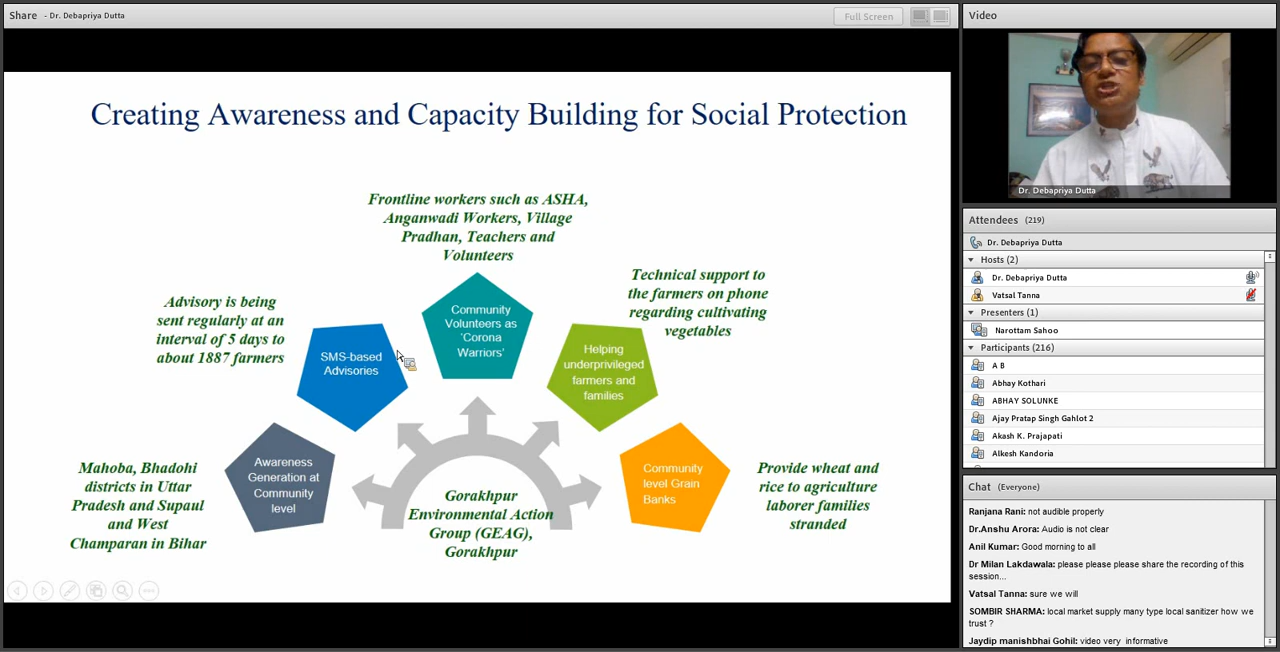 Share - Dr. Debapriya Dutta
Full Screen
Creating Awareness and Capacity Building for Social Protection
Frontline workers such as ASHA,
Anganwadi Workers, Village
Pradhan, Teachers and
Volunteers
Technical support to
the farmers on phone
regarding cultivating
vegetables
Advisory is being
sent regularly at an
interval of 5 days to
about 1887 farmers
Community
Volunteers as
'Corona
Warriors'
SMS-based
Advisories
Helping
underprivileged
farmers and
families
Awareness
Generation at
Community
level
Community
level Grain
Banks
Mahoba, Bhadohi
districts in Uttar
Pradesh and Supaul
and West
Champaran in Bihar
Provide wheat and
rice to agriculture
laborer families
stranded
Gorakhpur
Environmental Action
Group (GEAG),
Gorakhpur
Video
Dr. Debapriya Dutta
Attendees (219)
Dr. Debapriya Dutta
Hosts (2)
Dr. Debapriya Dutta
Vatsal Tanna
Presenters (1)
Narottam Sahoo
Participants (216)
A B
Abhay Kothari
ABHAY SOLUNKE
Ajay Pratap Singh Gahlot 2
Akash K. Prajapati
Alkesh Kandoria
Chat (Everyone)
Ranjana Rani: not audible properly
Dr.Anshu Arora: Audio is not clear
Anil Kumar: Good morning to all
Dr Milan Lakdawala: please please please share the recording of this
session...
Vatsal Tanna: sure we will
SOMBIR SHARMA: local market supply many type local sanitizer how we
trust ?
Jaydip manishbhai Gohil: video very informative